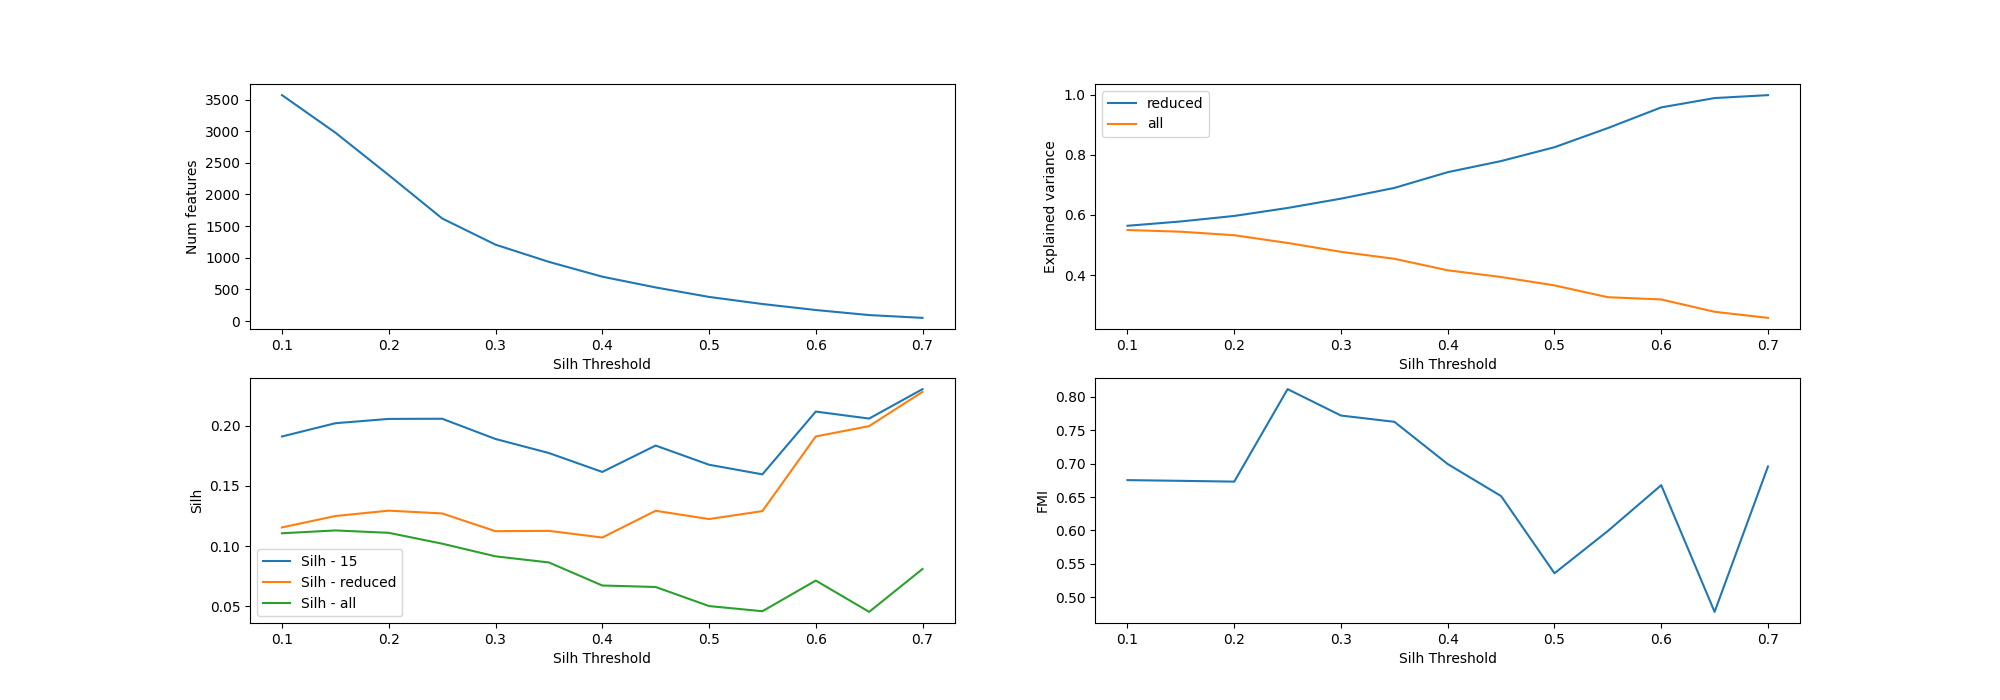 3500
3000
2500
2000
1500
1000
500
0
Num features
0.1 0.2 0.3 0.4 0.5 0.6 0.7
Silh Threshold
1.0
0.8
0.6
0.4
Explained variance
reduced
all
0.1 0.2 0.3 0.4 0.5 0.6 0.7
Silh Threshold
0.20
0.15
0.10
0.05
Silh
Silh - 15
Silh - reduced
Silh - all
0.1 0.2 0.3 0.4 0.5 0.6 0.7
Silh Threshold
0.80
0.75
0.70
0.65
0.60
0.55
0.50
FMI
0.1 0.2 0.3 0.4 0.5 0.6 0.7
Silh Threshold